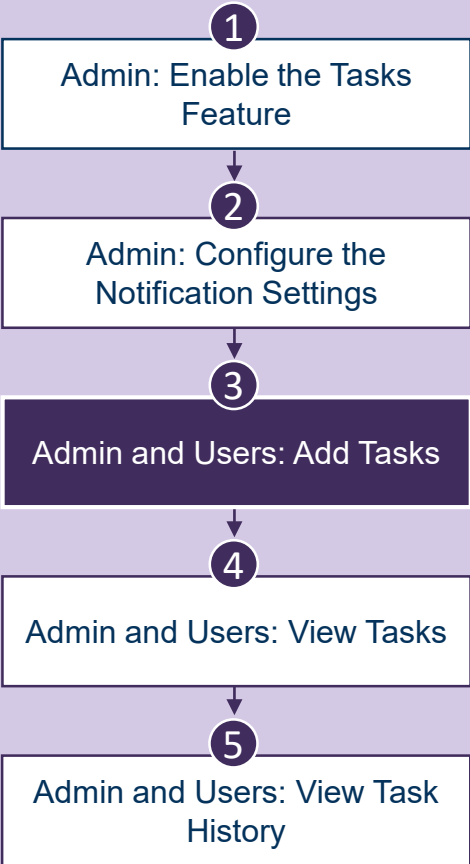 1
Admin: Enable the Tasks
Feature
2
Admin: Configure the
Notification Settings
3
Admin and Users: Add Tasks
4
Admin and Users: View Tasks
5
Admin and Users: View Task
History